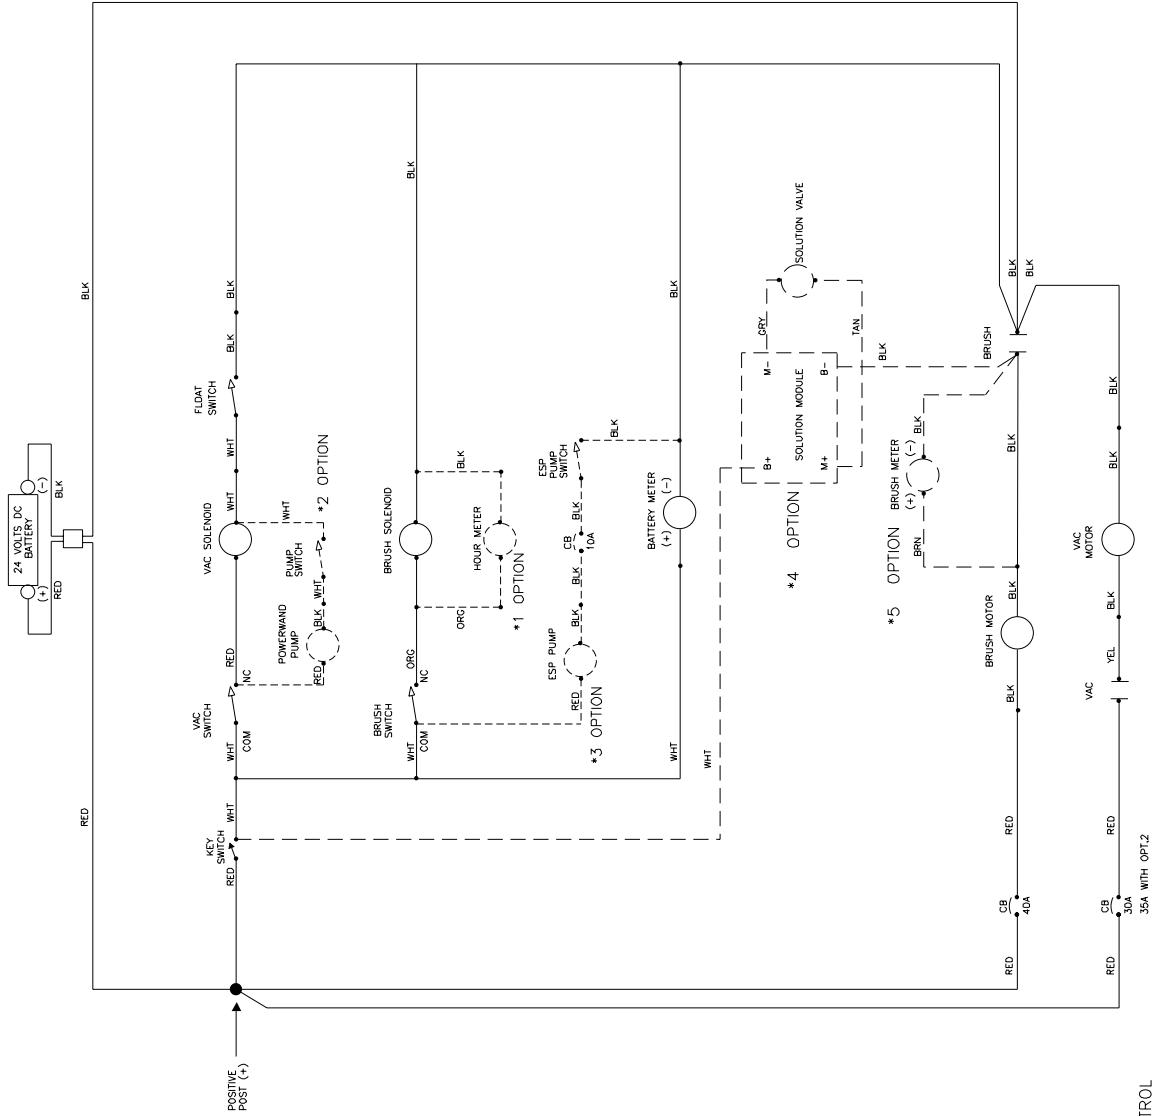 24 VOLTS DC
BATTERY
(+)
(-)
RED
BLK
BLK
RED
POSITIVE
POST (+)
RED
KEY
SWITCH
WHT
WHT
COM
VAC
SWITCH
NC
RED
VAC SOLENOID
WHT
WHT
FLOAT
SWITCH
BLK
BLK
RED
POWERWAND
PUMP
BLK
WHT
PUMP
SWITCH
WHT
*2 OPTION
WHT
COM
BRUSH
SWITCH
NC
ORG
BRUSH SOLENOID
BLK
ORG
HOUR METER
BLK
*1 OPTION
RED
ESP PUMP
BLK
BLK
CB
10A
BLK
ESP
PUMP
SWITCH
BLK
*3 OPTION
WHT
BATTERY METER
(+)
(-)
BLK
WHT
B+
M+
SOLUTION MODULE
M-
B-
GRY
TAN
SOLUTION VALVE
BLK
*4 OPTION
*5 OPTION
BRN
BRUSH METER
(+)
(-)
BLK
RED
CB
40A
RED
BLK
BRUSH MOTOR
BLK
BLK
BRUSH
BLK
BLK
RED
CB
30A
35A WITH OPT.2
RED
VAC
YEL
BLK
VAC
MOTOR
BLK
BLK
TROL